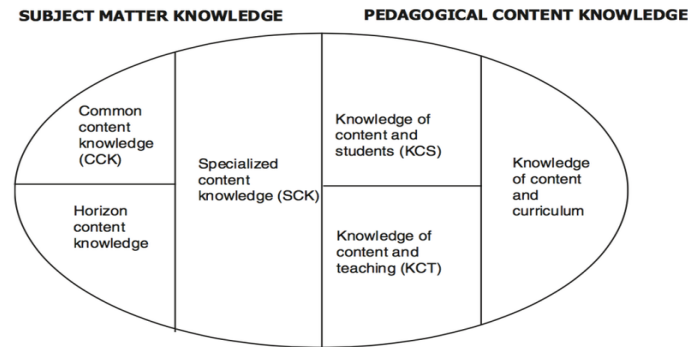 SUBJECT MATTER KNOWLEDGE
PEDAGOGICAL CONTENT KNOWLEDGE
Common
content
knowledge
(CCK)
Horizon
content
knowledge
Specialized
content
knowledge (SCK)
Knowledge of
content and
students (KCS)
Knowledge of
content and
teaching (KCT)
Knowledge
of content
and
curriculum